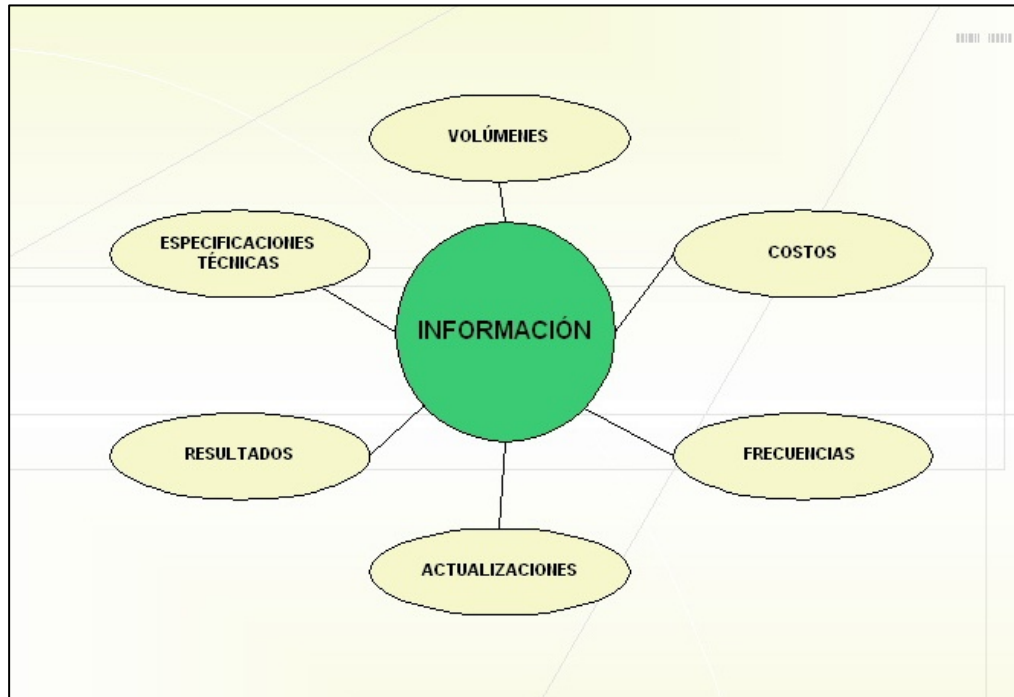 VOLÚMENES
ESPECIFICACIONES
TÉCNICAS
COSTOS
INFORMACIÓN
RESULTADOS
FRECUENCIAS
ACTUALIZACIONES